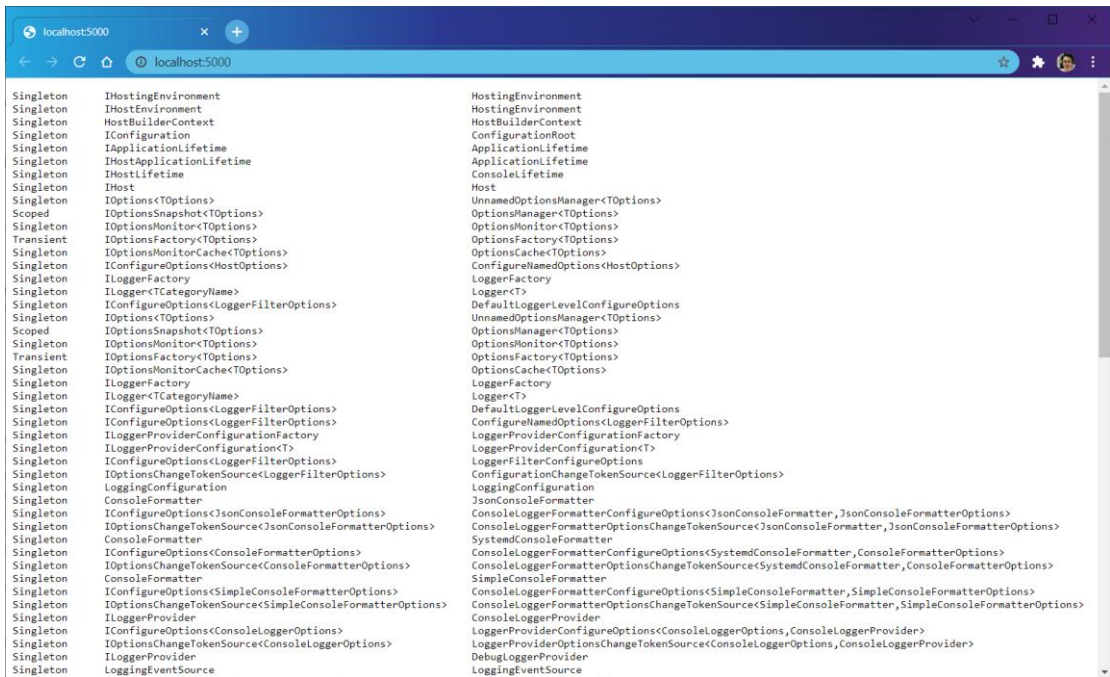 localhost:5000
localhost:5000
Singleton IHostingEnvironment HostingEnvironment
Singleton IHostEnvironment HostingEnvironment
Singleton HostBuilderContext HostBuilderContext
Singleton IConfiguration ConfigurationRoot
Singleton IApplicationLifetime ApplicationLifetime
Singleton IHostApplicationLifetime ApplicationLifetime
Singleton IHostLifetime ConsoleLifetime
Singleton IHost Host
Singleton IOptions<TOptions> UnnamedOptionsManager<TOptions>
Scoped IOptionsSnapshot<TOptions> OptionsManager<TOptions>
Singleton IOptionsMonitor<TOptions> OptionsMonitor<TOptions>
Transient IOptionsFactory<TOptions> OptionsFactory<TOptions>
Singleton IOptionsMonitorCache<TOptions> OptionsCache<TOptions>
Singleton IConfigureOptions<HostOptions> ConfigureNamedOptions<HostOptions>
Singleton ILoggerFactory LoggerFactory
Singleton ILogger<TCategoryName> Logger<T>
Singleton IConfigureOptions<LoggerFilterOptions> DefaultLoggerLevelConfigureOptions
Singleton IOptions<TOptions> UnnamedOptionsManager<TOptions>
Scoped IOptionsSnapshot<TOptions> OptionsManager<TOptions>
Singleton IOptionsMonitor<TOptions> OptionsMonitor<TOptions>
Transient IOptionsFactory<TOptions> OptionsFactory<TOptions>
Singleton IOptionsMonitorCache<TOptions> OptionsCache<TOptions>
Singleton ILoggerFactory LoggerFactory
Singleton ILogger<TCategoryName> Logger<T>
Singleton IConfigureOptions<LoggerFilterOptions> DefaultLoggerLevelConfigureOptions
Singleton IConfigureOptions<LoggerFilterOptions> ConfigureNamedOptions<LoggerFilterOptions>
Singleton ILoggerProviderConfigurationFactory LoggerProviderConfigurationFactory
Singleton ILoggerProviderConfiguration<T> LoggerProviderConfiguration<T>
Singleton IConfigureOptions<LoggerFilterOptions> LoggerFilterConfigureOptions
Singleton IOptionsChangeTokenSource<LoggerFilterOptions> ConfigurationChangeTokenSource<LoggerFilterOptions>
Singleton LoggingConfiguration LoggingConfiguration
Singleton ConsoleFormatter JsonConsoleFormatter
Singleton IConfigureOptions<JsonConsoleFormatterOptions> ConsoleLoggerFormatterConfigureOptions<JsonConsoleFormatter,JsonConsoleFormatterOptions>
Singleton IOptionsChangeTokenSource<JsonConsoleFormatterOptions> ConsoleLoggerFormatterOptionsChangeTokenSource<JsonConsoleFormatter,JsonConsoleFormatterOptions>
Singleton ConsoleFormatter SystemdConsoleFormatter
Singleton IConfigureOptions<ConsoleFormatterOptions> ConsoleLoggerFormatterConfigureOptions<SystemdConsoleFormatter,ConsoleFormatterOptions>
Singleton IOptionsChangeTokenSource<ConsoleFormatterOptions> ConsoleLoggerFormatterOptionsChangeTokenSource<SystemdConsoleFormatter,ConsoleFormatterOptions>
Singleton ConsoleFormatter SimpleConsoleFormatter
Singleton IConfigureOptions<SimpleConsoleFormatterOptions> ConsoleLoggerFormatterConfigureOptions<SimpleConsoleFormatter,SimpleConsoleFormatterOptions>
Singleton IOptionsChangeTokenSource<SimpleConsoleFormatterOptions> ConsoleLoggerFormatterOptionsChangeTokenSource<SimpleConsoleFormatter,SimpleConsoleFormatterOptions>
Singleton ILoggerProvider ConsoleLoggerProvider
Singleton IConfigureOptions<ConsoleLoggerOptions> LoggerProviderConfigureOptions<ConsoleLoggerOptions,ConsoleLoggerProvider>
Singleton IOptionsChangeTokenSource<ConsoleLoggerOptions> LoggerProviderOptionsChangeTokenSource<ConsoleLoggerOptions,ConsoleLoggerProvider>
Singleton ILoggerProvider DebugLoggerProvider
Singleton LoggingEventSource LoggingEventSource